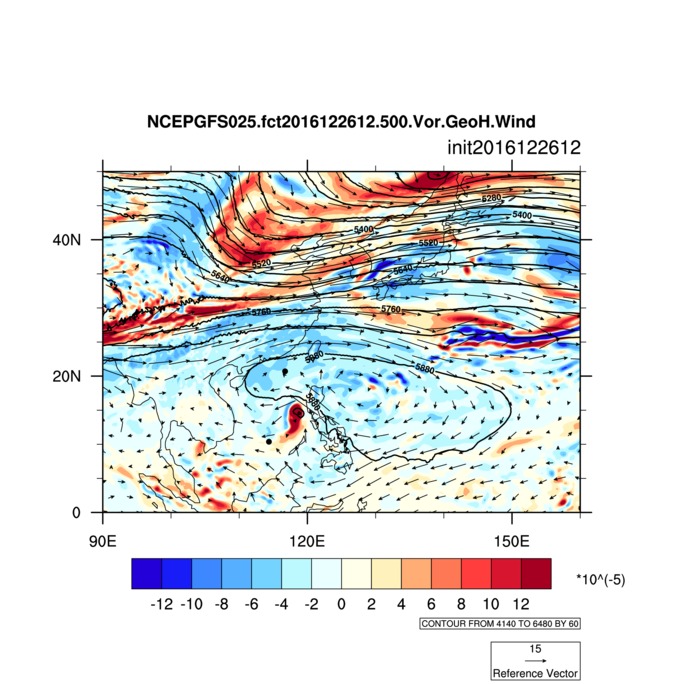 NCEPGFS025.fct2016122612.500.Vor.GeoH.Wind
init2016122612
5280
5400
5400
40N
5520
5640
5520
5640
5760
5760
5880
5880
20N
5880
0
90E 120E 150E
-12 -10 -8 -6 -4 -2 0 2 4 6 8 10 12
*10^(-5)
CONTOUR FROM 4140 TO 6480 BY 60
15
Reference Vector